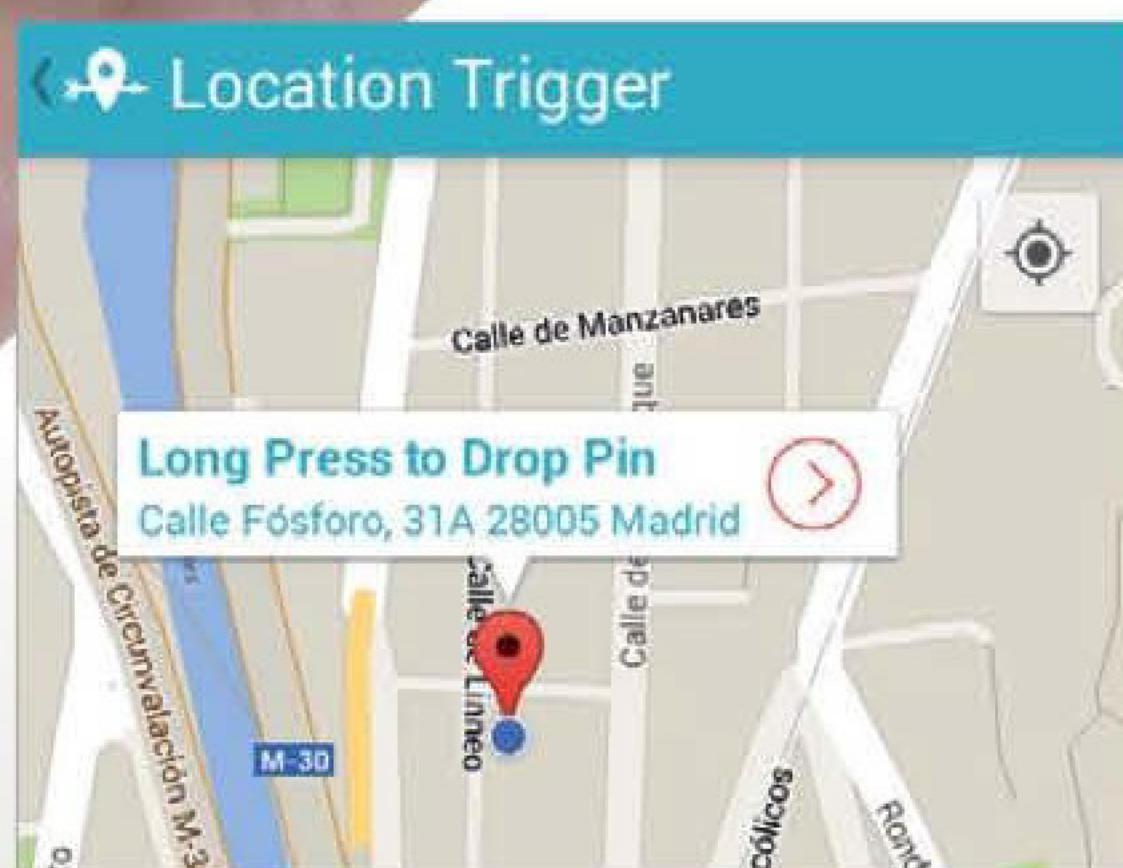 Location Trigger
Calle de Manzanares
Long Press to Drop Pin
Calle Fósforo, 31A 28005 Madrid
Autopista de Circunvalación M-3
Calle de
Calle de Linneo
M-30